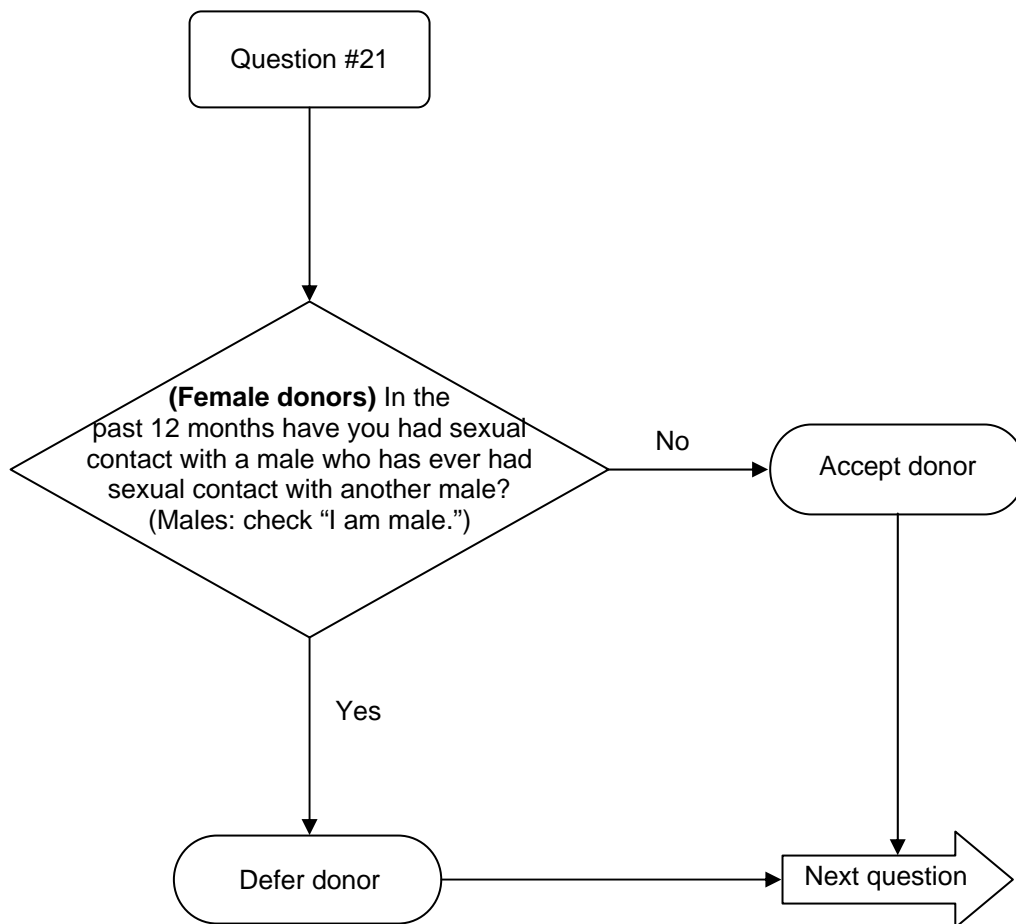 Question #21
(Female donors) In the
past 12 months have you had sexual
contact with a male who has ever had
sexual contact with another male?
(Males: check “I am male.”)
No
Accept donor
Yes
Defer donor
Next question